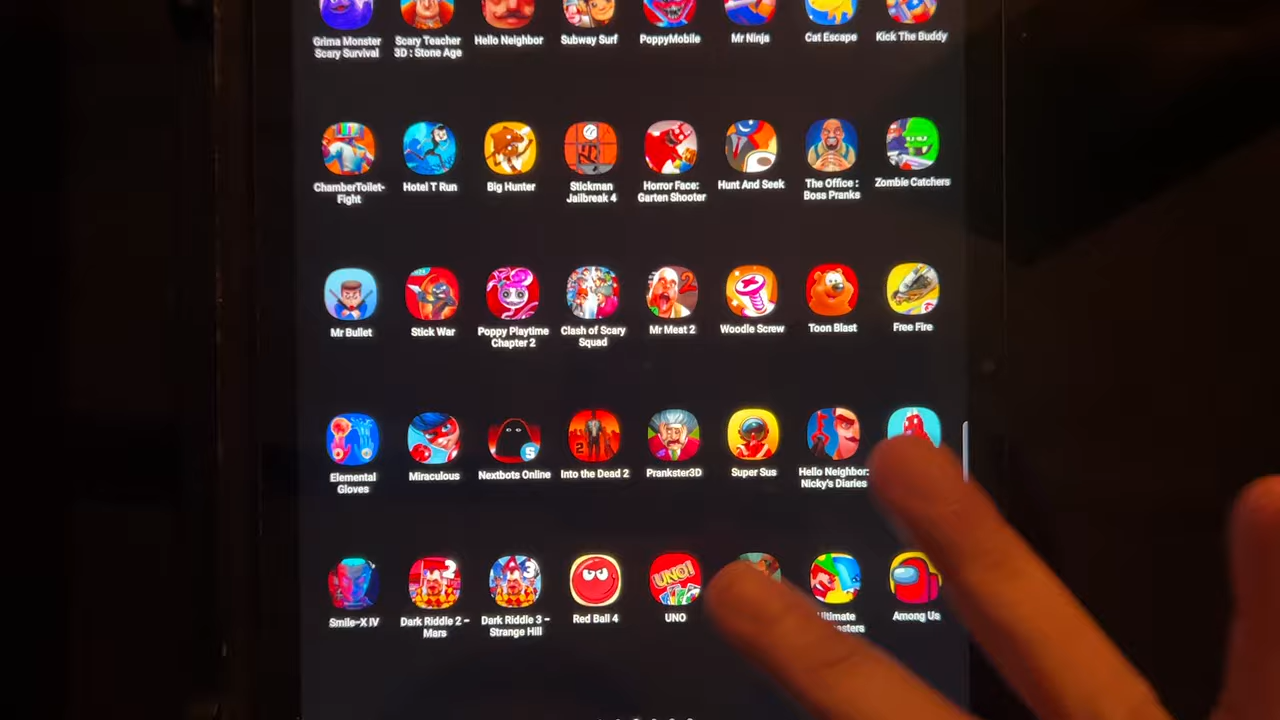 Grima Monster
Scary Survival
Scary Teacher
3D : Stone Age
Hello Neighbor
Subway Surf
PoppyMobile
Mr Ninja
Cat Escape
Kick The Buddy
ChamberToilet-
Fight
Hotel T Run
Big Hunter
Stickman
Jailbreak 4
Horror Face:
Garten Shooter
Hunt And Seek
The Office :
Boss Pranks
Zombie Catchers
Mr Bullet
Stick War
Poppy Playtime
Chapter 2
Clash of Scary
Squad
2
Mr Meat 2
Woodle Screw
Toon Blast
Free Fire
Elemental
Gloves
Miraculous
S
Nextbots Online
2
Into the Dead 2
Prankster3D
Super Sus
Hello Neighbor:
Nicky's Diaries
Smile-X IV
2
Dark Riddle 2 –
Mars
3
Dark Riddle 3 –
Strange Hill
Red Ball 4
UNO!
UNO
Ultimate
Among Us